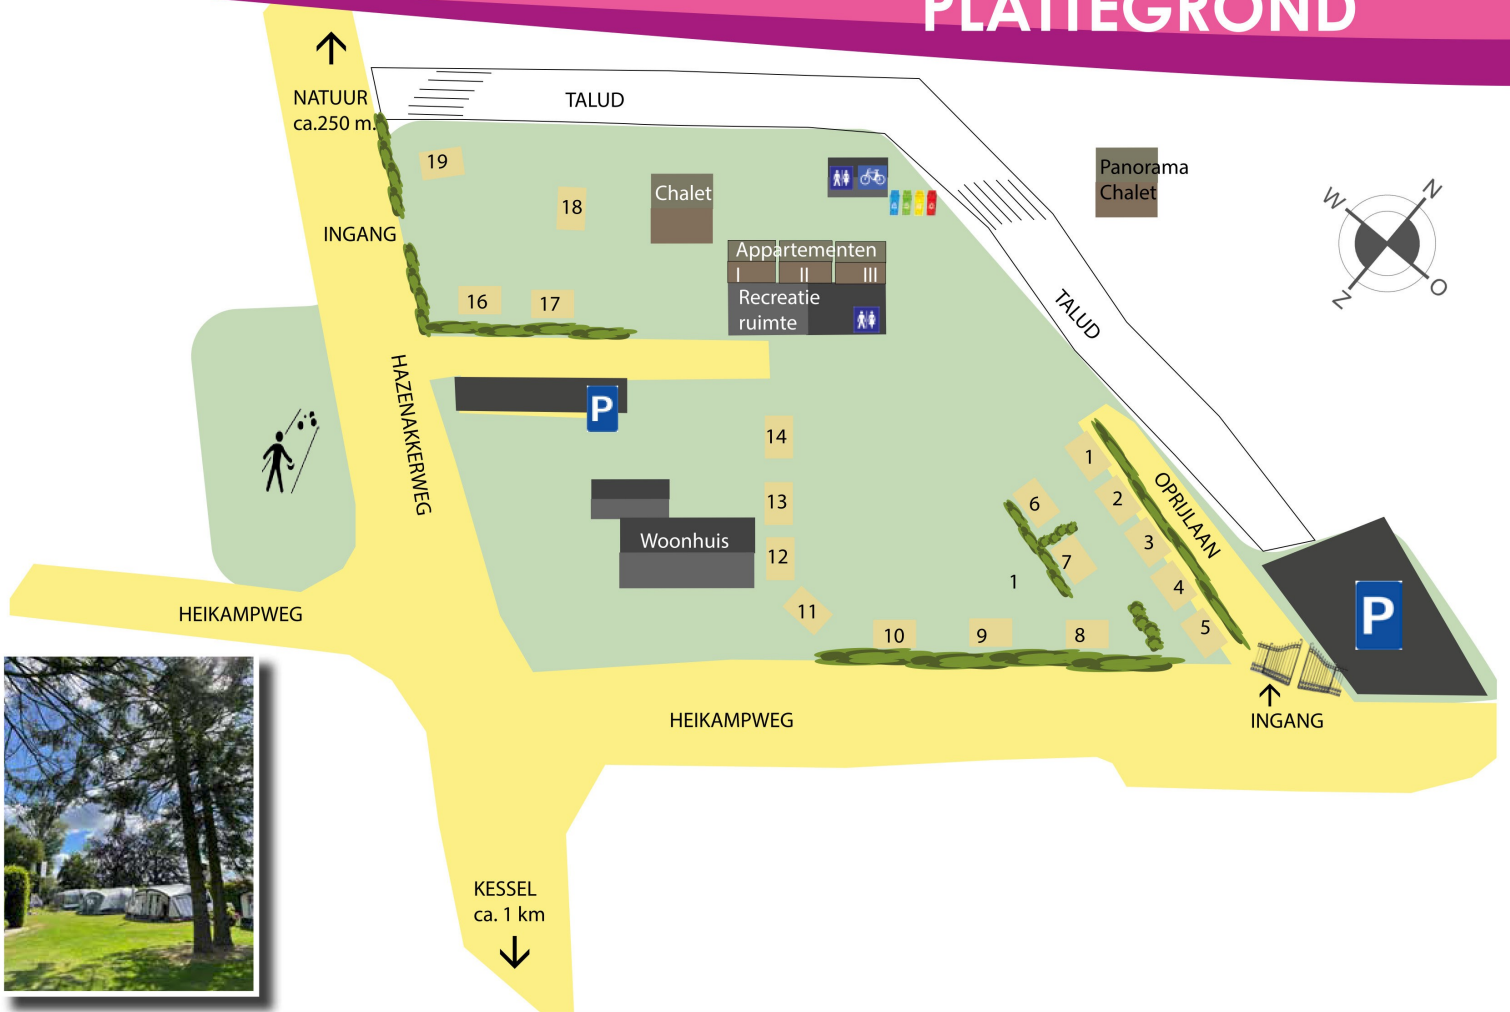 PLATTEGROND
NATUUR
ca.250 m.
TALUD
19
18
Chalet
Panorama
Chalet
N
W
O
Z
INGANG
Appartementen
I II III
Recreatie
ruimte
16
17
TALUD
HAZENAKKERWEG
P
14
13
12
11
Woonhuis
1
2
3
4
5
OPRIJLAAN
6
7
1
10
9
8
P
HEIKAMPWEG
HEIKAMPWEG
INGANG
KESSEL
ca. 1 km